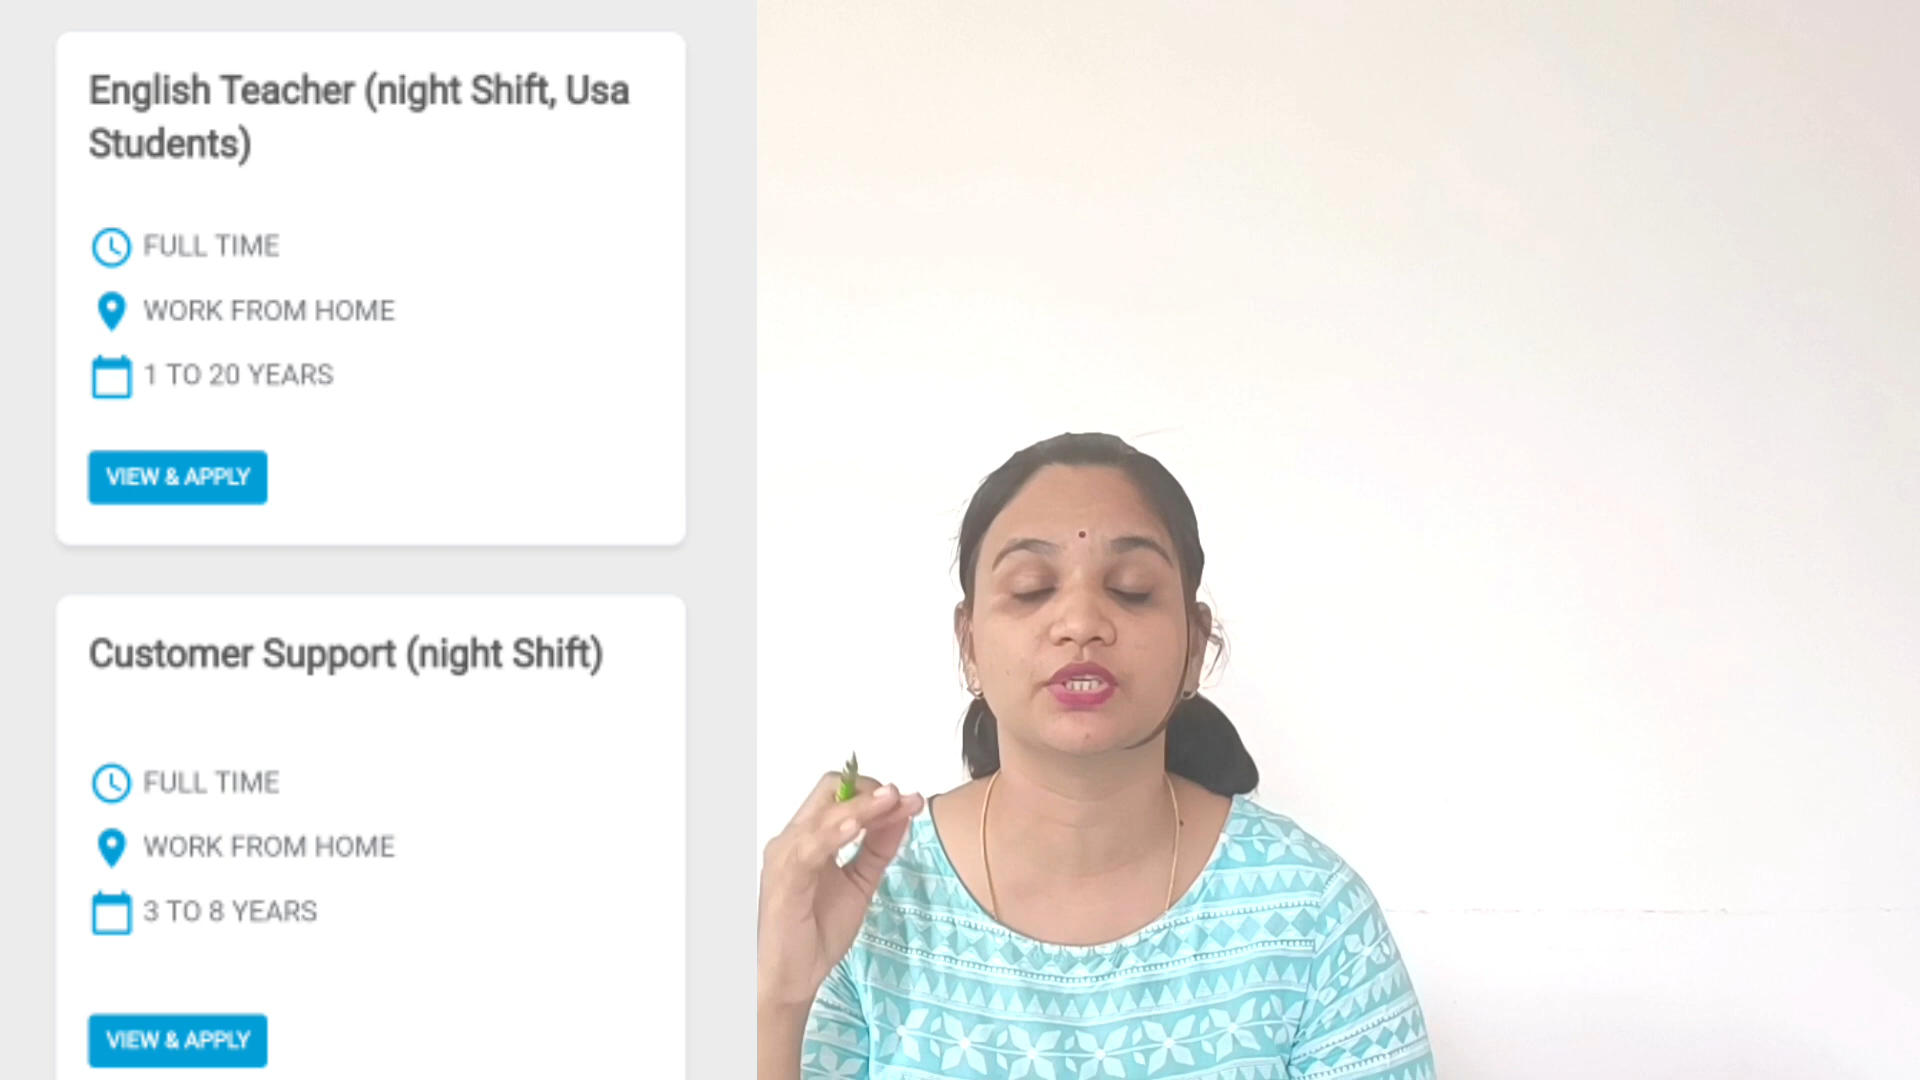 English Teacher (night Shift, Usa
Students)
FULL TIME
WORK FROM HOME
1 TO 20 YEARS
VIEW & APPLY
Customer Support (night Shift)
FULL TIME
WORK FROM HOME
3 TO 8 YEARS
VIEW & APPLY